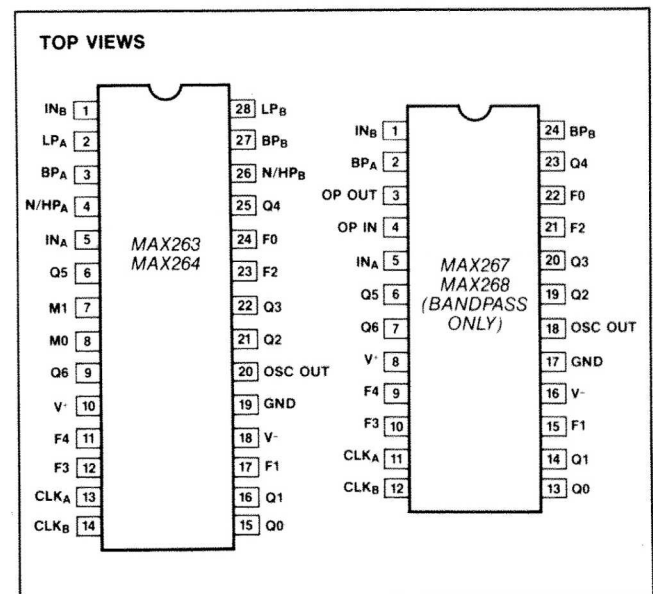 TOP VIEWS
INB 1
LPA 2
BPA 3
N/HPA 4
INA 5
Q5 6
M1 7
M0 8
Q6 9
V+ 10
F4 11
F3 12
CLKA 13
CLKB 14
MAX263
MAX264
28 LPB
27 BPB
26 N/HPB
25 Q4
24 F0
23 F2
22 Q3
21 Q2
20 OSC OUT
19 GND
18 V-
17 F1
16 Q1
15 Q0
INB 1
BPA 2
OP OUT 3
OP IN 4
INA 5
Q5 6
Q6 7
V+ 8
F4 9
F3 10
CLKA 11
CLKB 12
MAX267
MAX268
(BANDPASS
ONLY)
24 BPB
23 Q4
22 F0
21 F2
20 Q3
19 Q2
18 OSC OUT
17 GND
16 V-
15 F1
14 Q1
13 Q0